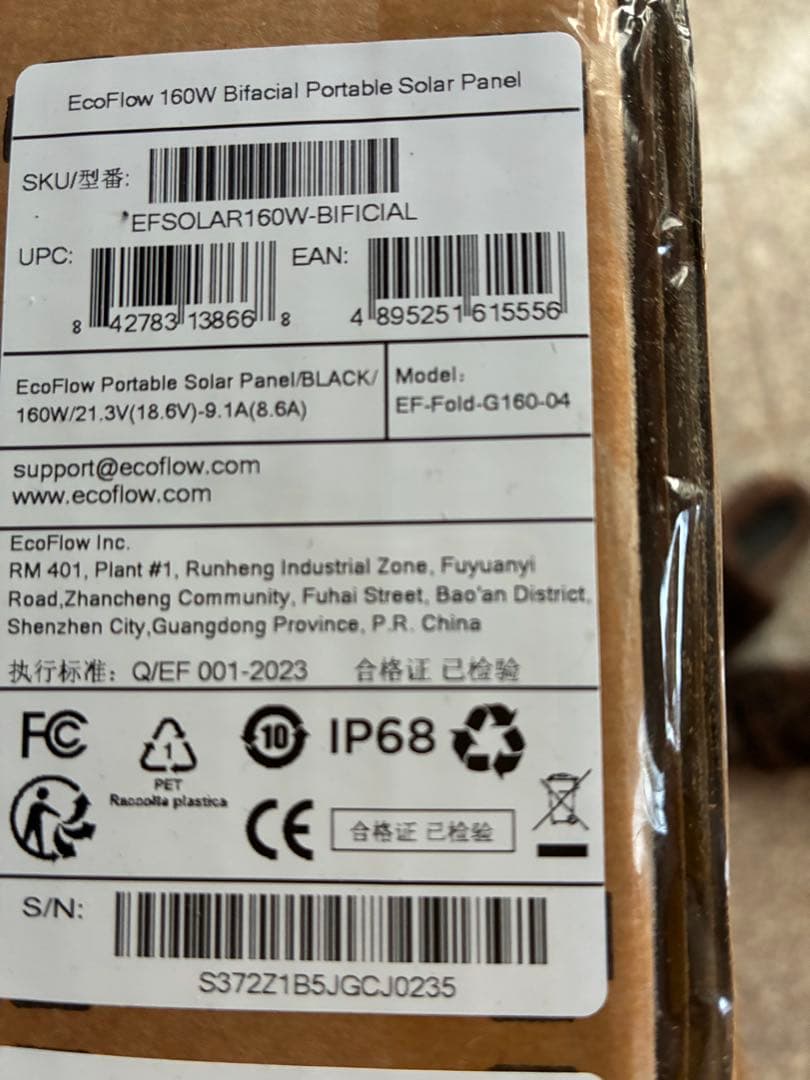 EcoFlow 160W Bifacial Portable Solar Panel
SKU/型番:
EFSOLAR160W-BIFICIAL
UPC:
8 42783 13866 8
EAN:
4 895251 615556
EcoFlow Portable Solar Panel/BLACK/
160W/21.3V(18.6V)-9.1A(8.6A)
Model:
EF-Fold-G160-04
support@ecoflow.com
www.ecoflow.com
EcoFlow Inc.
RM 401, Plant #1, Runheng Industrial Zone, Fuyuanyi
Road,Zhancheng Community, Fuhai Street, Bao'an District,
Shenzhen City,Guangdong Province, P.R. China
执行标准：Q/EF 001-2023 合格证 已检验
FC
1
PET
Raccolta plastica
10
IP68
CE
合格证 已检验
S/N:
S372Z1B5JGCJ0235